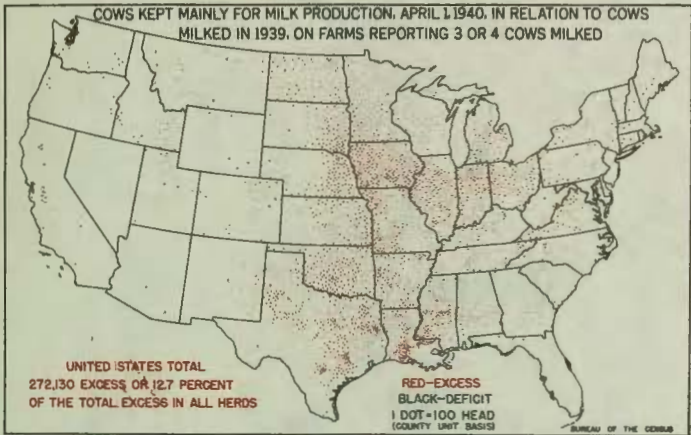 COWS KEPT MAINLY FOR MILK PRODUCTION, APRIL 1, 1940, IN RELATION TO COWS
MILKED IN 1939, ON FARMS REPORTING 3 OR 4 COWS MILKED
UNITED STATES TOTAL
272,130 EXCESS OR 12.7 PERCENT
OF THE TOTAL EXCESS IN ALL HERDS
RED-EXCESS
BLACK-DEFICIT
1 DOT=100 HEAD
(COUNTY UNIT BASIS)
BUREAU OF THE CENSUS